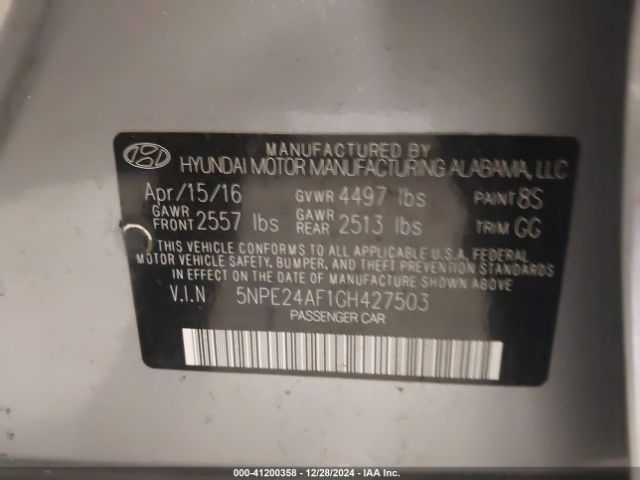 MANUFACTURED BY
HYUNDAI MOTOR MANUFACTURING ALABAMA, LLC
Apr/15/16 GVWR 4497 lbs PAINT 8S
GAWR FRONT 2557 lbs GAWR REAR 2513 lbs TRIM GG
THIS VEHICLE CONFORMS TO ALL APPLICABLE U.S.A. FEDERAL
MOTOR VEHICLE SAFETY, BUMPER, AND THEFT PREVENTION STANDARDS
IN EFFECT ON THE DATE OF MANUFACTURE SHOWN ABOVE
V.I.N 5NPE24AF1GH427503
PASSENGER CAR
000-41200358 - 12/28/2024 - IAA Inc.